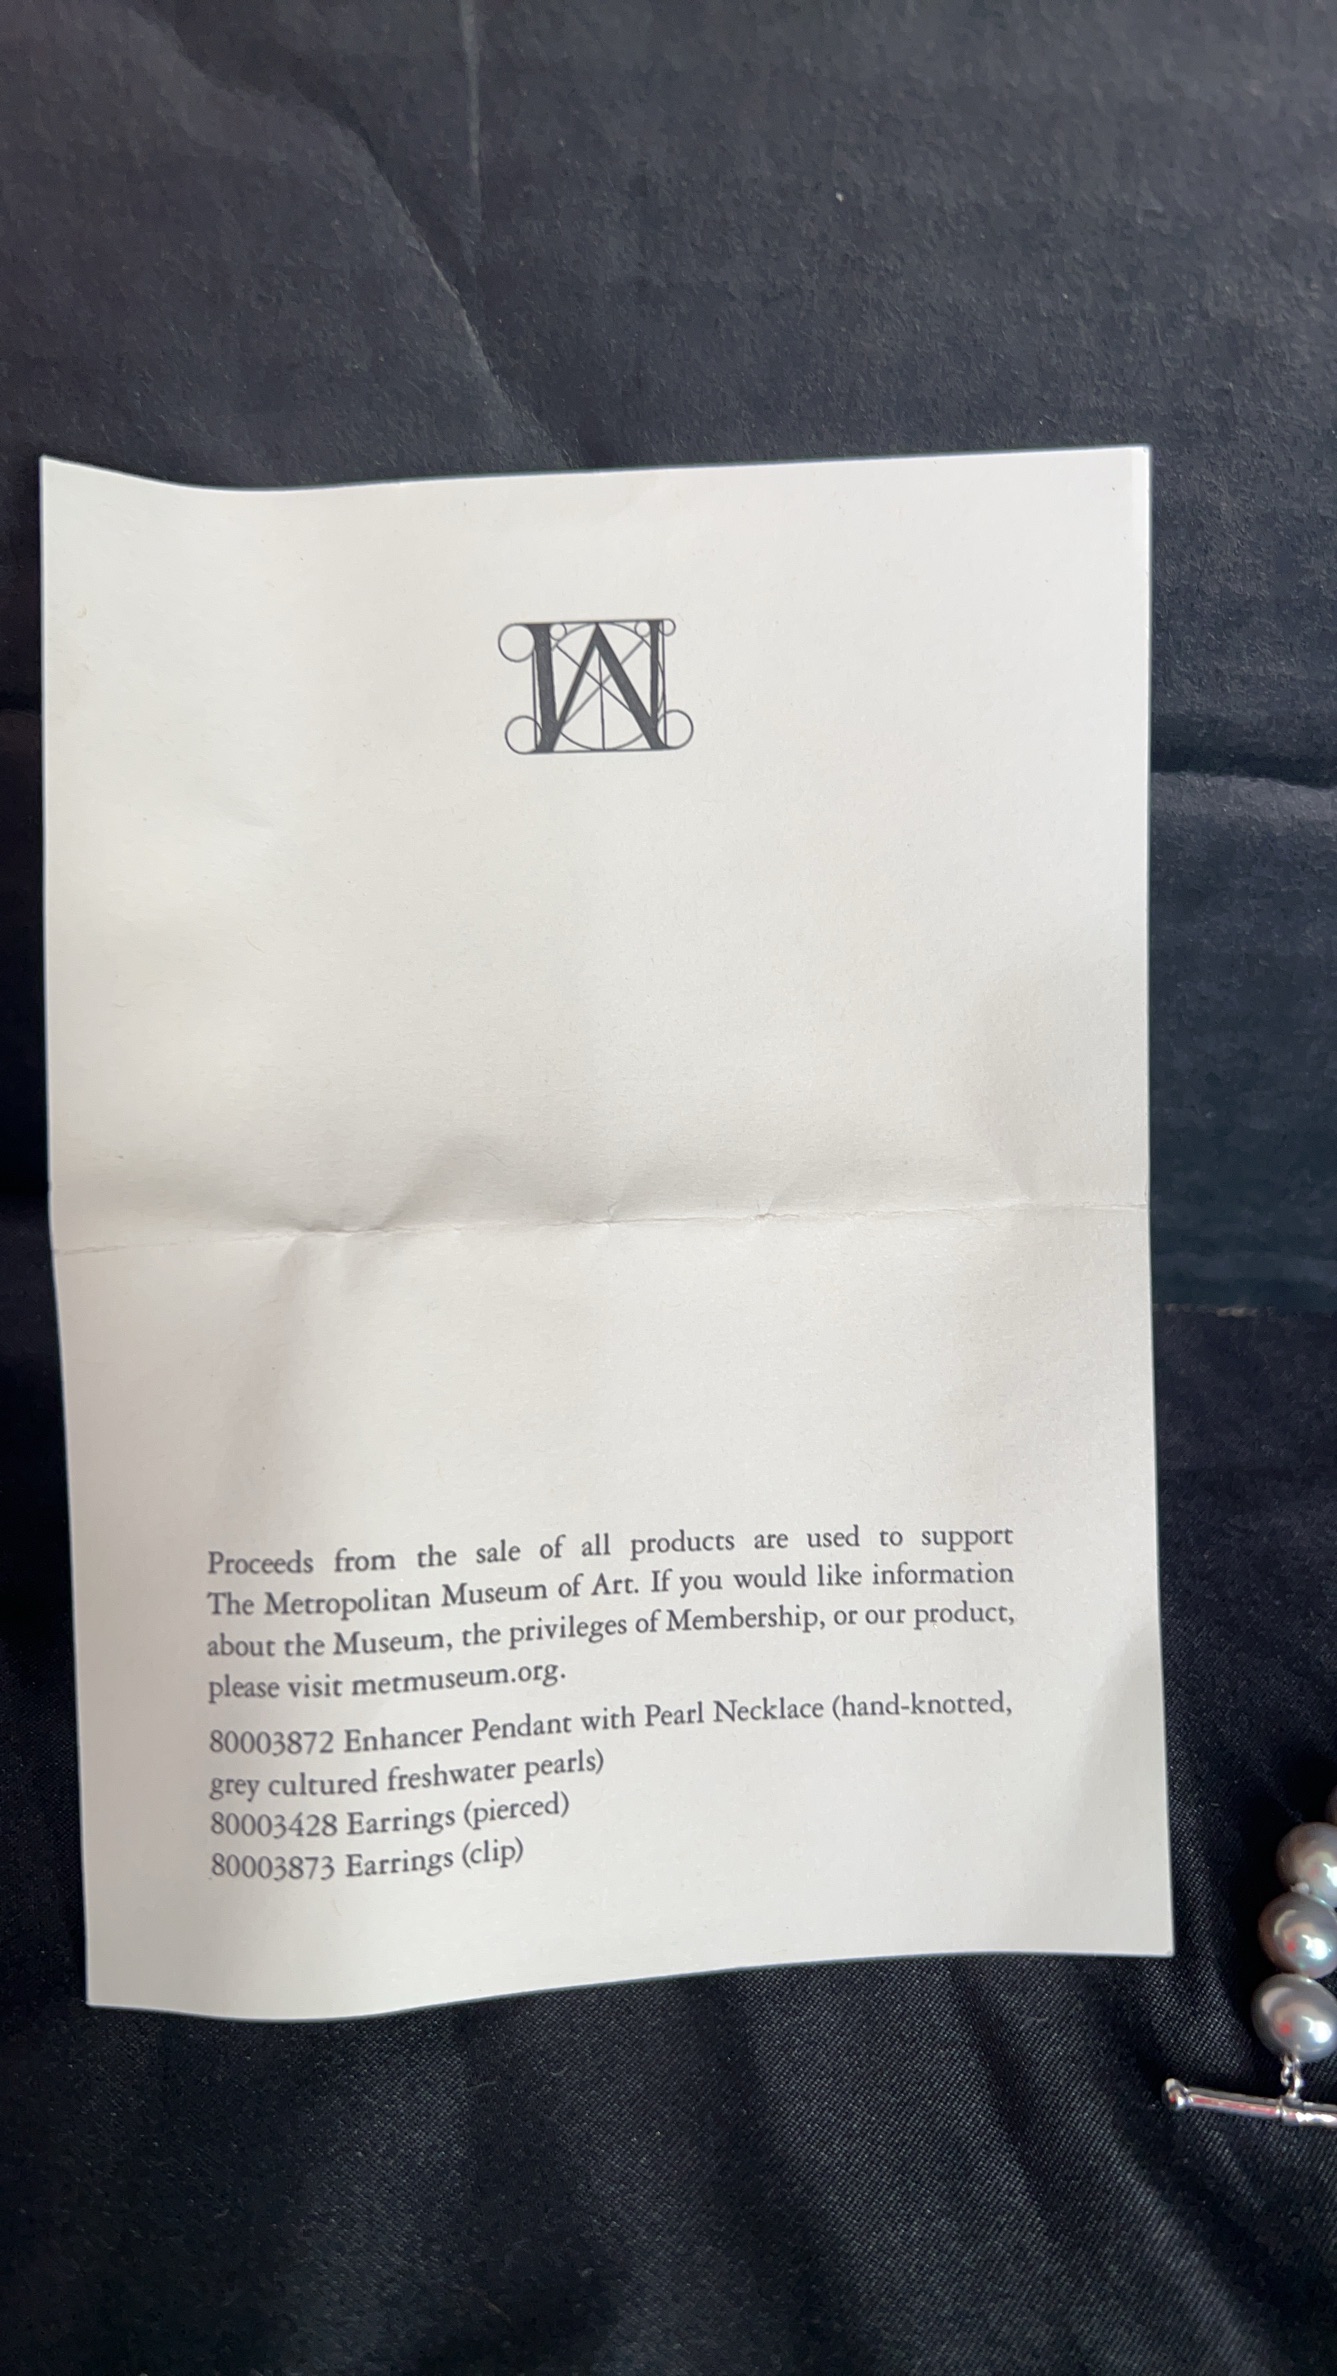 M
Proceeds from the sale of all products are used to support
The Metropolitan Museum of Art. If you would like information
about the Museum, the privileges of Membership, or our product,
please visit metmuseum.org.
80003872 Enhancer Pendant with Pearl Necklace (hand-knotted,
grey cultured freshwater pearls)
80003428 Earrings (pierced)
80003873 Earrings (clip)